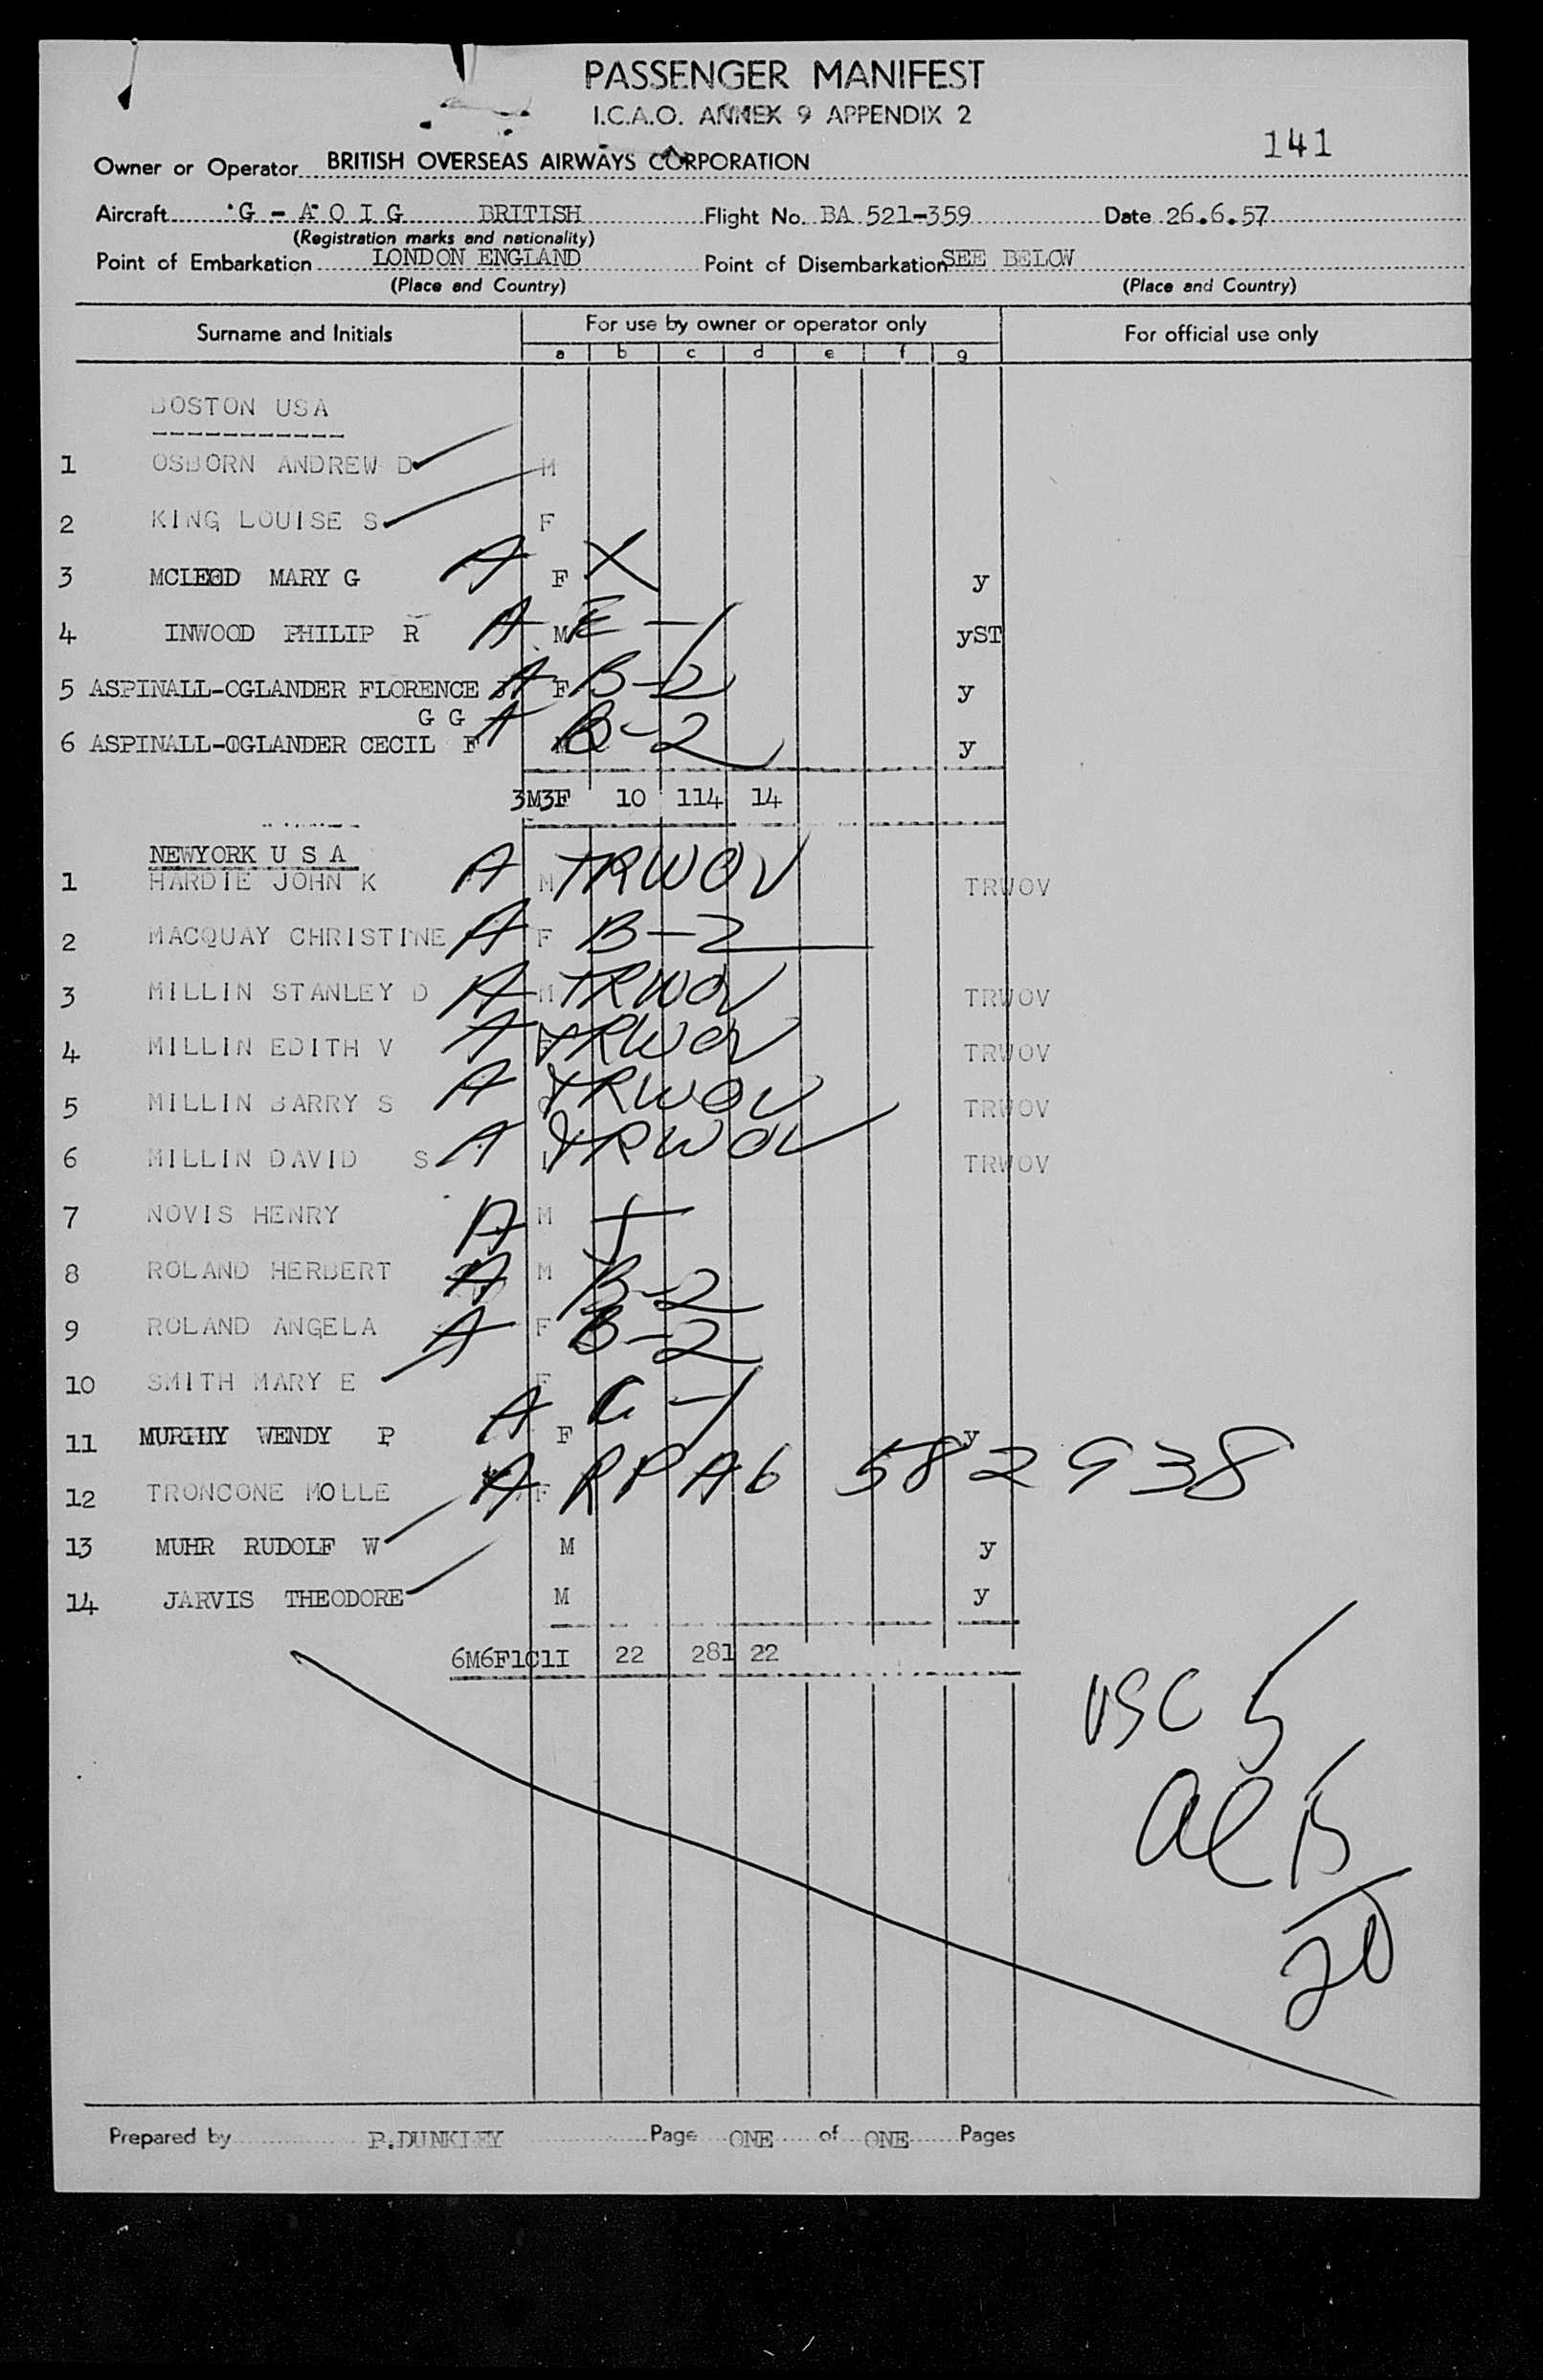 PASSENGER MANIFEST
I.C.A.O. ANNEX 9 APPENDIX 2
141
Owner or Operator BRITISH OVERSEAS AIRWAYS CORPORATION
Aircraft G - A O I G BRITISH Flight No. BA 521-359 Date 26.6.57
(Registration marks and nationality)
Point of Embarkation LONDON ENGLAND Point of Disembarkation SEE BELOW
(Place and Country) (Place and Country)
Surname and Initials For use by owner or operator only For official use only
a b c d e f g
BOSTON USA
1 OSBORN ANDREW D M
2 KING LOUISE S F
3 MCLEOD MARY G A F X y
4 INWOOD PHILIP R A M E-1 yST
5 ASPINALL-OGLANDER FLORENCE A F B-2 y
G G
6 ASPINALL-OGLANDER CECIL F A B-2 y
3M3F 10 114 14
NEWYORK U S A
1 HARDIE JOHN K A M TRWOV TRWOV
2 MACQUAY CHRISTINE A F B-2
3 MILLIN STANLEY D A M TRWOV TRWOV
4 MILLIN EDITH V A TRWOV TRWOV
5 MILLIN BARRY S A TRWOV TRWOV
6 MILLIN DAVID S A TRWOV TRWOV
7 NOVIS HENRY A M
8 ROLAND HERBERT A M B-2
9 ROLAND ANGELA A F B-2
10 SMITH MARY E F
11 MURPHY WENDY P A F C-1 y
12 TRONCONE MOLLE A F RP A6 582938
13 MUHR RUDOLF W M y
14 JARVIS THEODORE M y
6M6F1C1I 22 281 22
USC 5
al 15
20
Prepared by P.DUNKLEY Page ONE of ONE Pages